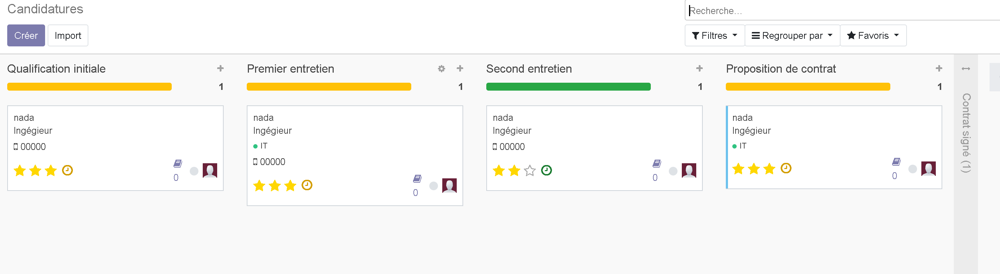 Candidatures
Recherche...
Créer
Import
Filtres
Regrouper par
Favoris
Qualification initiale
1
nada
Ingégieur
00000
0
Premier entretien
1
nada
Ingégieur
IT
00000
0
Second entretien
1
nada
Ingégieur
00000
0
Proposition de contrat
1
nada
Ingégieur
IT
0
Contrat signé (1)